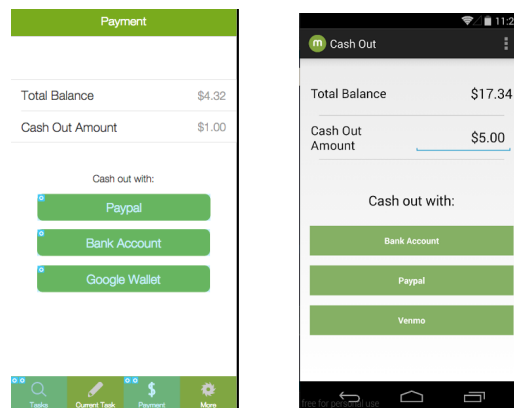 Payment
Total Balance $4.32
Cash Out Amount $1.00
Cash out with:
Paypal
Bank Account
Google Wallet
Tasks Current Task Payment More
11:2
m Cash Out
Total Balance $17.34
Cash Out
Amount $5.00
Cash out with:
Bank Account
Paypal
Venmo
free for personal use